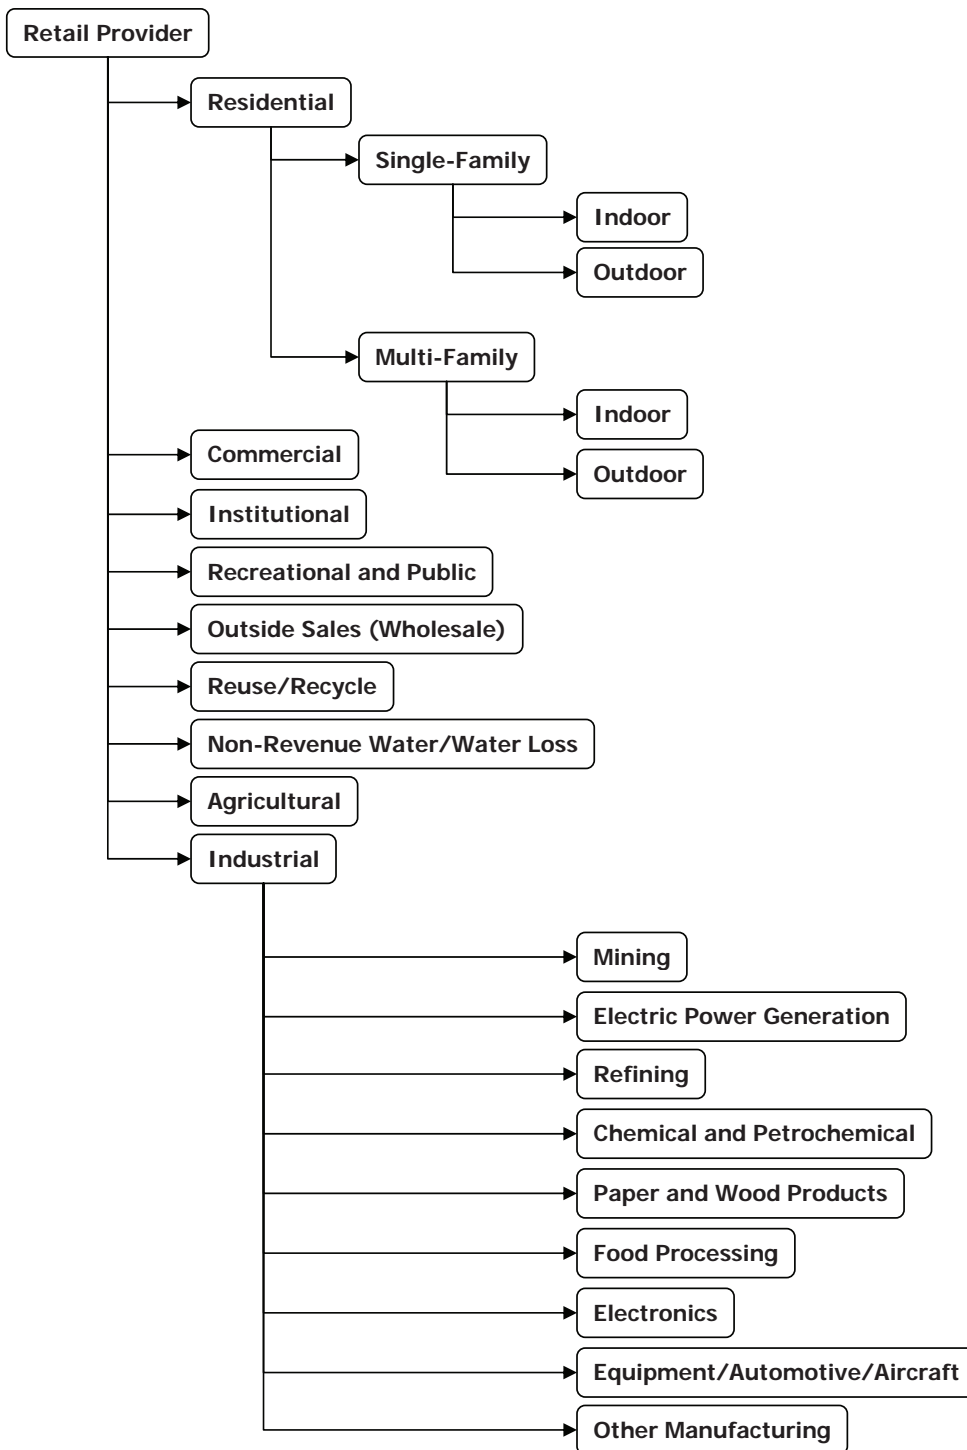 Retail Provider
Residential
Single-Family
Indoor
Outdoor
Multi-Family
Indoor
Commercial
Outdoor
Institutional
Recreational and Public
Outside Sales (Wholesale)
Reuse/Recycle
Non-Revenue Water/Water Loss
Agricultural
Industrial
Mining
Electric Power Generation
Refining
Chemical and Petrochemical
Paper and Wood Products
Food Processing
Electronics
Equipment/Automotive/Aircraft
Other Manufacturing